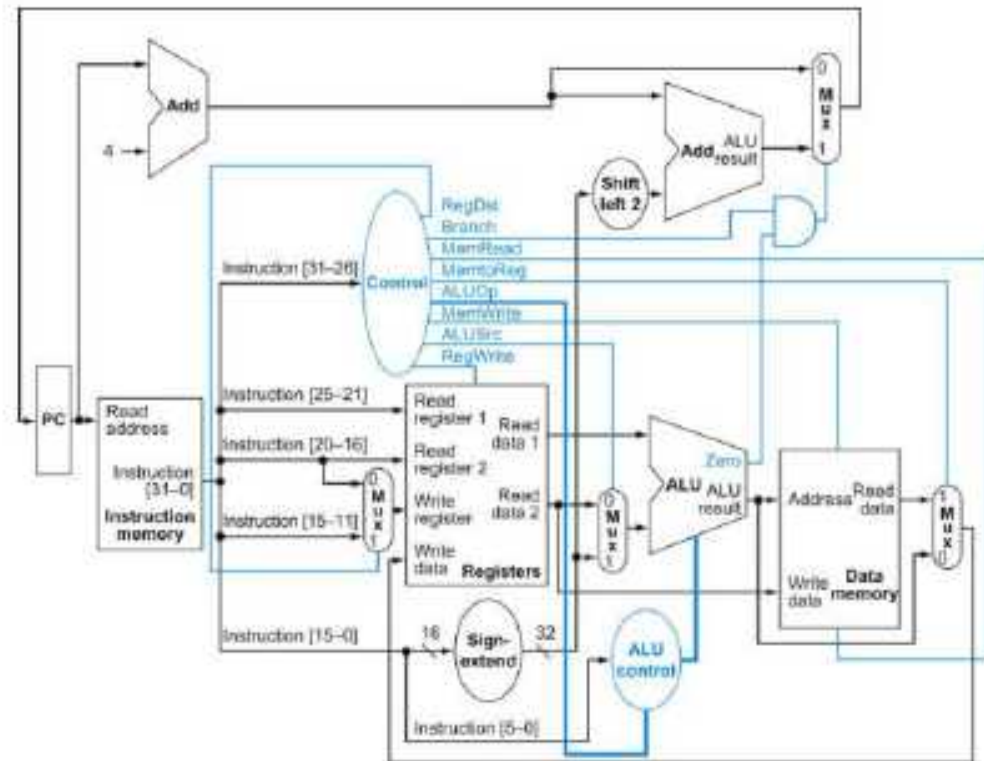 Add
4
0
M
u
x
1
Add
ALU
result
Shift
left 2
RegDst
Branch
MemRead
MemtoReg
ALUOp
MemWrite
ALUSrc
RegWrite
Instruction [31–26]
Control
PC
Read
address
Instruction
[31–0]
Instruction
memory
Instruction [25–21]
Instruction [20–16]
Instruction [15–11]
0
M
u
x
1
Read
register 1
Read
register 2
Write
register
Write
data
Read
data 1
Read
data 2
Registers
0
M
u
x
1
Zero
ALU
ALU
result
Address
Read
data
Write
data
Data
memory
1
M
u
x
0
Instruction [15–0]
16
Sign-
extend
32
ALU
control
Instruction [5–0]